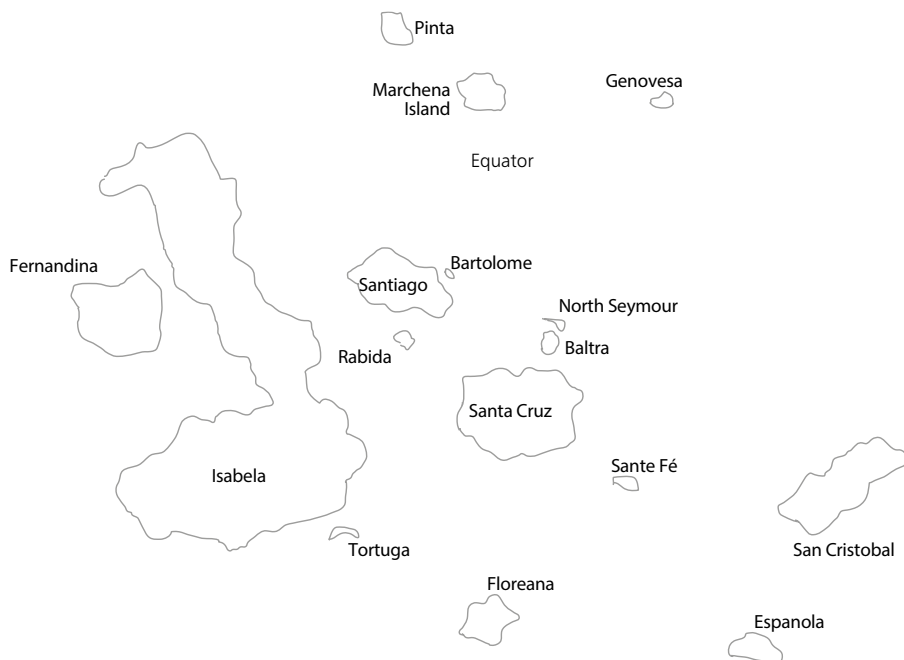 Pinta
Marchena
Island
Genovesa
Equator
Fernandina
Bartolome
Santiago
North Seymour
Rabida
Baltra
Santa Cruz
Sante Fé
Isabela
San Cristobal
Tortuga
Floreana
Espanola